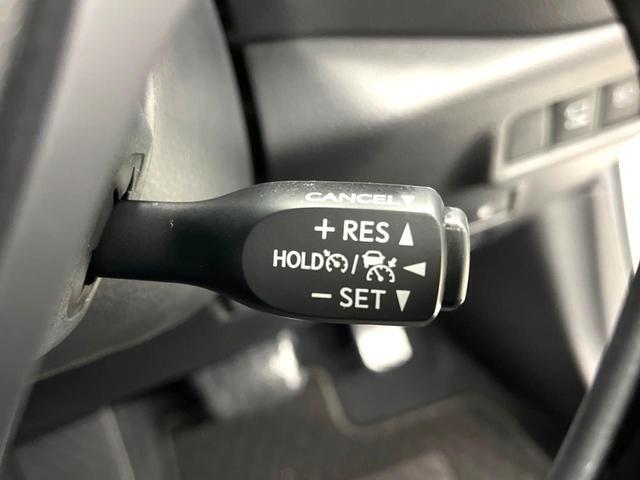 CANCEL▼
+ RES ▲
HOLD / ◀
− SET ▼